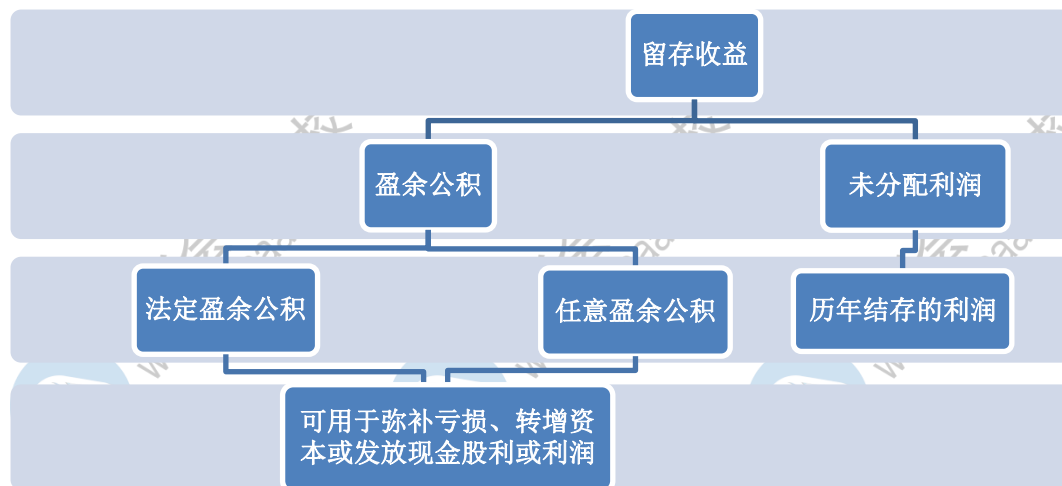 留存收益
盈余公积
未分配利润
法定盈余公积
任意盈余公积
历年结存的利润
可用于弥补亏损、转增资
本或发放现金股利或利润